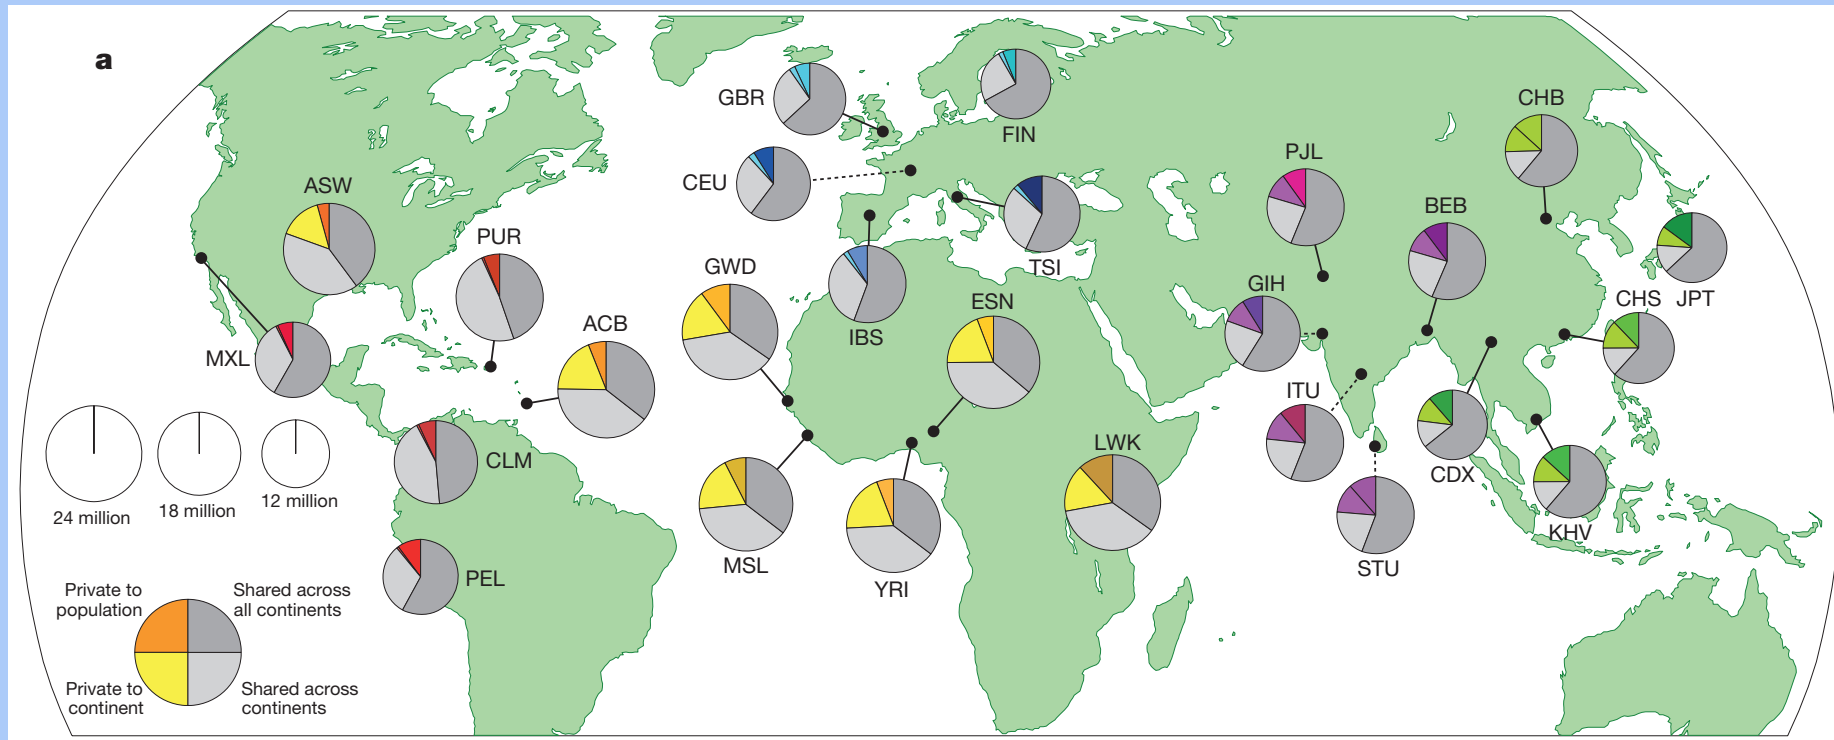 a
GBR
FIN
CHB
CEU
PJL
ASW
BEB
PUR
TSI
GWD
GIH
ESN
CHS
JPT
ACB
IBS
MXL
ITU
LWK
CLM
CDX
24 million
18 million
12 million
KHV
MSL
STU
PEL
YRI
Private to
population
Shared across
all continents
Private to
continent
Shared across
continents